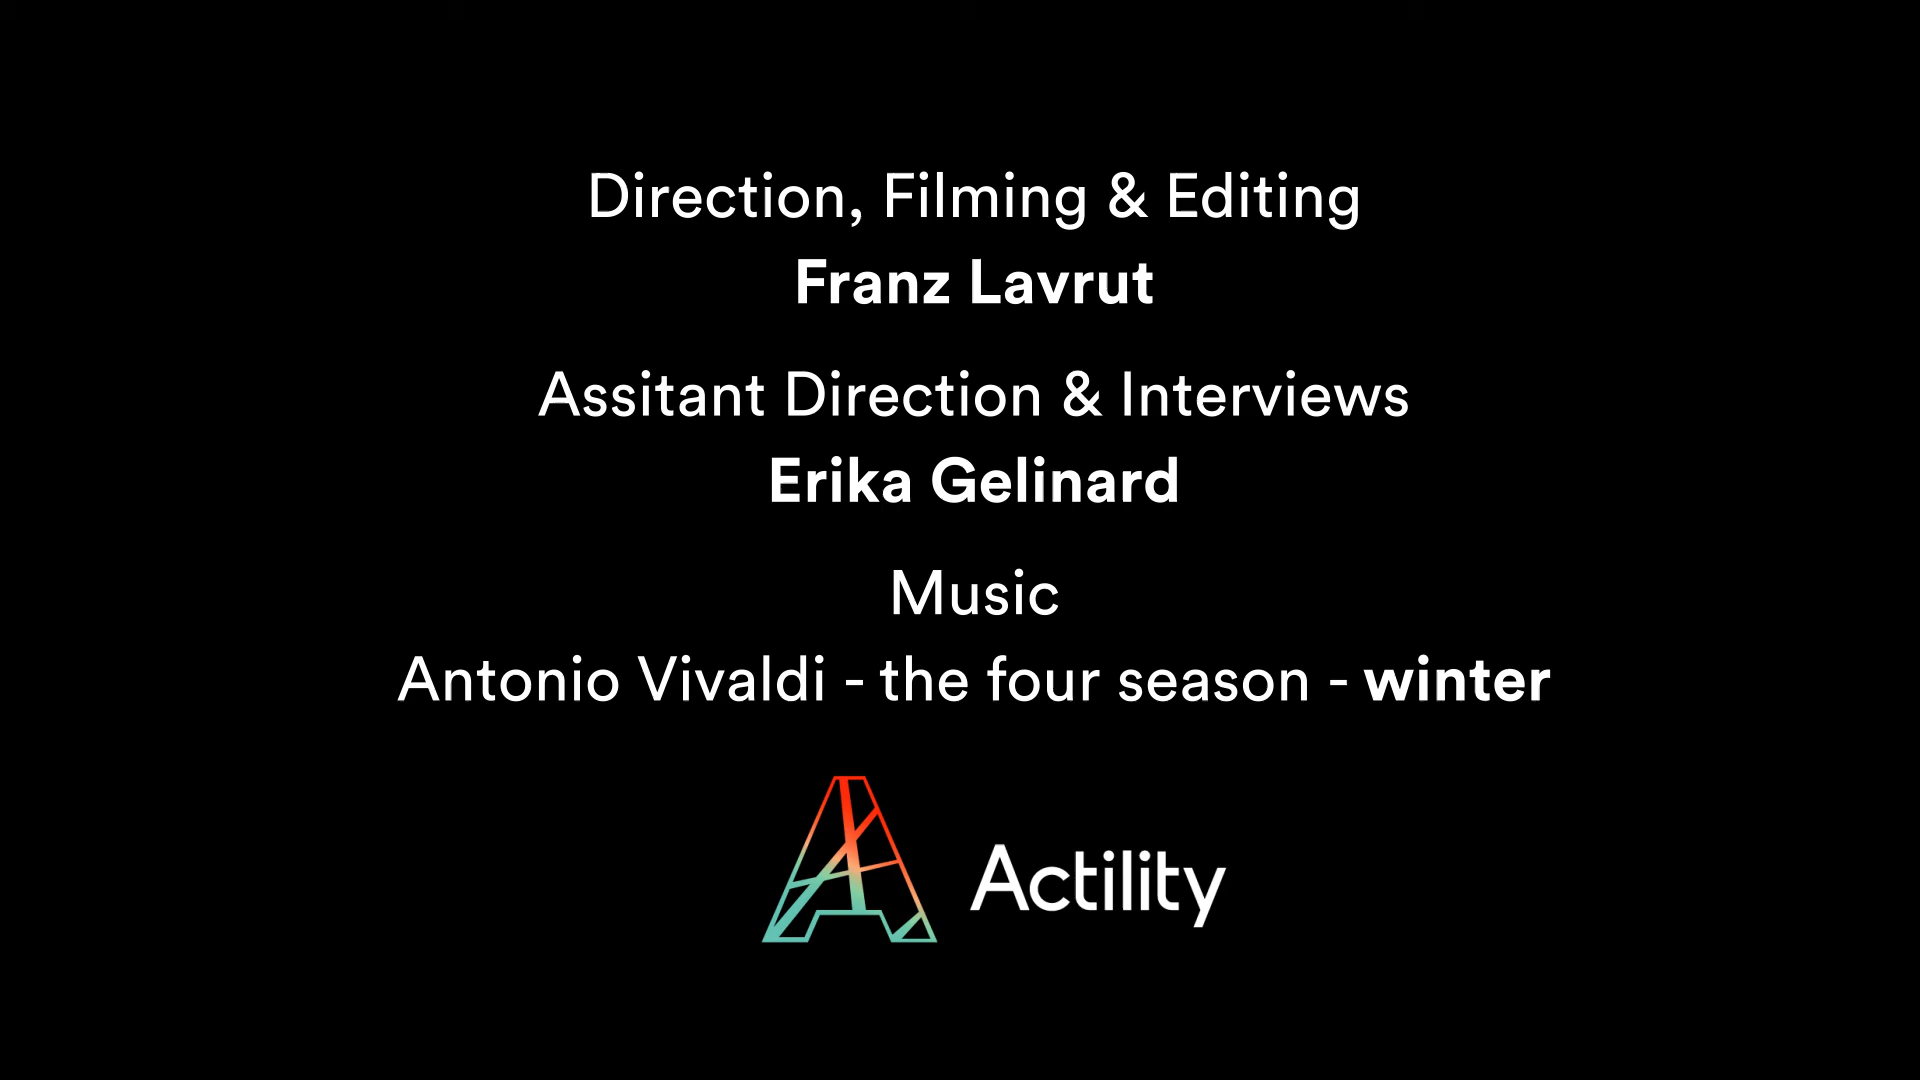 Direction, Filming & Editing
Franz Lavrut
Assitant Direction & Interviews
Erika Gelinard
Music
Antonio Vivaldi - the four season - winter
Actility